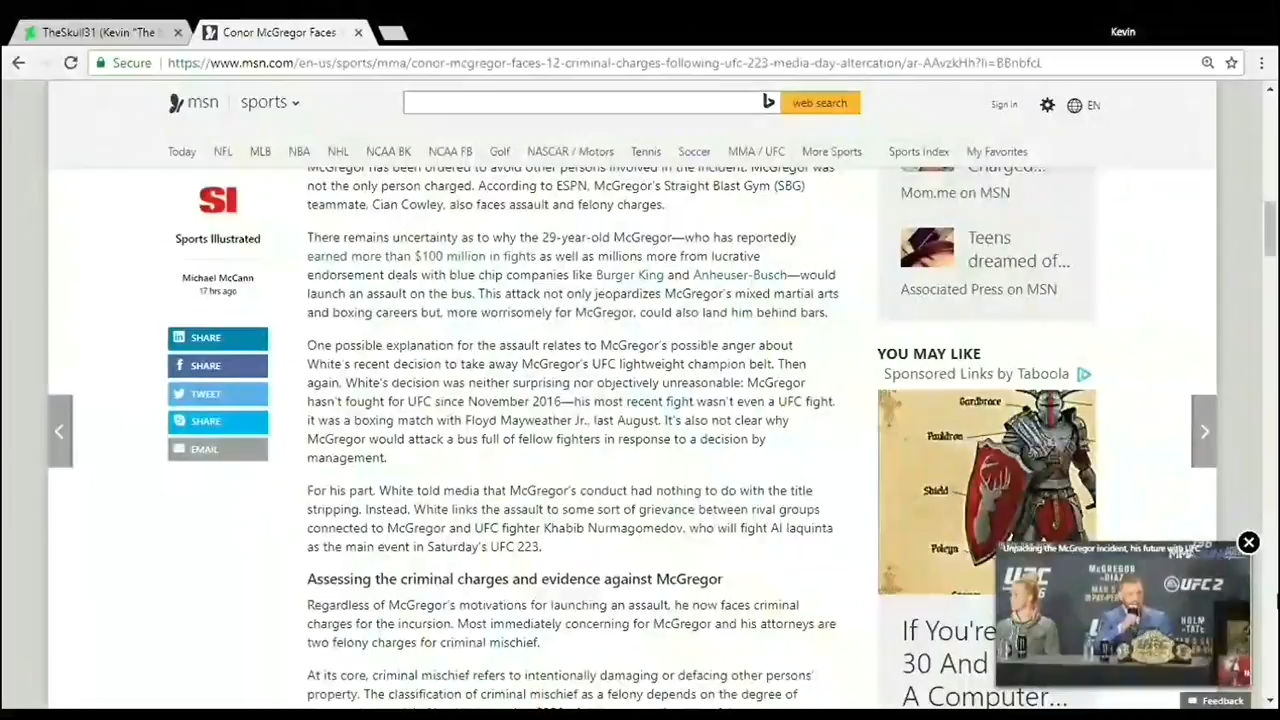 TheSkull31 (Kevin "The
Conor McGregor Faces
Kevin
Secure
https://www.msn.com/en-us/sports/mma/conor-mcgregor-faces-12-criminal-charges-following-ufc-223-media-day-altercation/ar-AAvzkHh?li=BBnbfcL
msn
sports
web search
Sign in
EN
Today NFL MLB NBA NHL NCAA BK NCAA FB Golf NASCAR / Motors Tennis Soccer MMA / UFC More Sports Sports Index My Favorites
SI
Sports Illustrated
Michael McCann
17 hrs ago
SHARE
SHARE
TWEET
SHARE
EMAIL
McGregor has been ordered to avoid other persons involved in the incident. McGregor was
not the only person charged. According to ESPN, McGregor's Straight Blast Gym (SBG)
teammate, Cian Cowley, also faces assault and felony charges.
There remains uncertainty as to why the 29-year-old McGregor—who has reportedly
earned more than $100 million in fights as well as millions more from lucrative
endorsement deals with blue chip companies like Burger King and Anheuser-Busch—would
launch an assault on the bus. This attack not only jeopardizes McGregor's mixed martial arts
and boxing careers but, more worrisomely for McGregor, could also land him behind bars.
One possible explanation for the assault relates to McGregor's possible anger about
White's recent decision to take away McGregor's UFC lightweight champion belt. Then
again, White's decision was neither surprising nor objectively unreasonable: McGregor
hasn't fought for UFC since November 2016—his most recent fight wasn't even a UFC fight,
it was a boxing match with Floyd Mayweather Jr., last August. It's also not clear why
McGregor would attack a bus full of fellow fighters in response to a decision by
management.
For his part, White told media that McGregor's conduct had nothing to do with the title
stripping. Instead, White links the assault to some sort of grievance between rival groups
connected to McGregor and UFC fighter Khabib Nurmagomedov, who will fight Al Iaquinta
as the main event in Saturday's UFC 223.
Assessing the criminal charges and evidence against McGregor
Regardless of McGregor's motivations for launching an assault, he now faces criminal
charges for the incursion. Most immediately concerning for McGregor and his attorneys are
two felony charges for criminal mischief.
At its core, criminal mischief refers to intentionally damaging or defacing other persons'
property. The classification of criminal mischief as a felony depends on the degree of
Charged...
Mom.me on MSN
Teens
dreamed of...
Associated Press on MSN
YOU MAY LIKE
Sponsored Links by Taboola
Gardbrace
Pauldron
Shield
Poleyn
Unpacking the McGregor incident, his future with UFC
UFC
McGREGOR
DIAZ
UFC 2
HOLM
TATE
If You're
30 And
A Computer...
Feedback